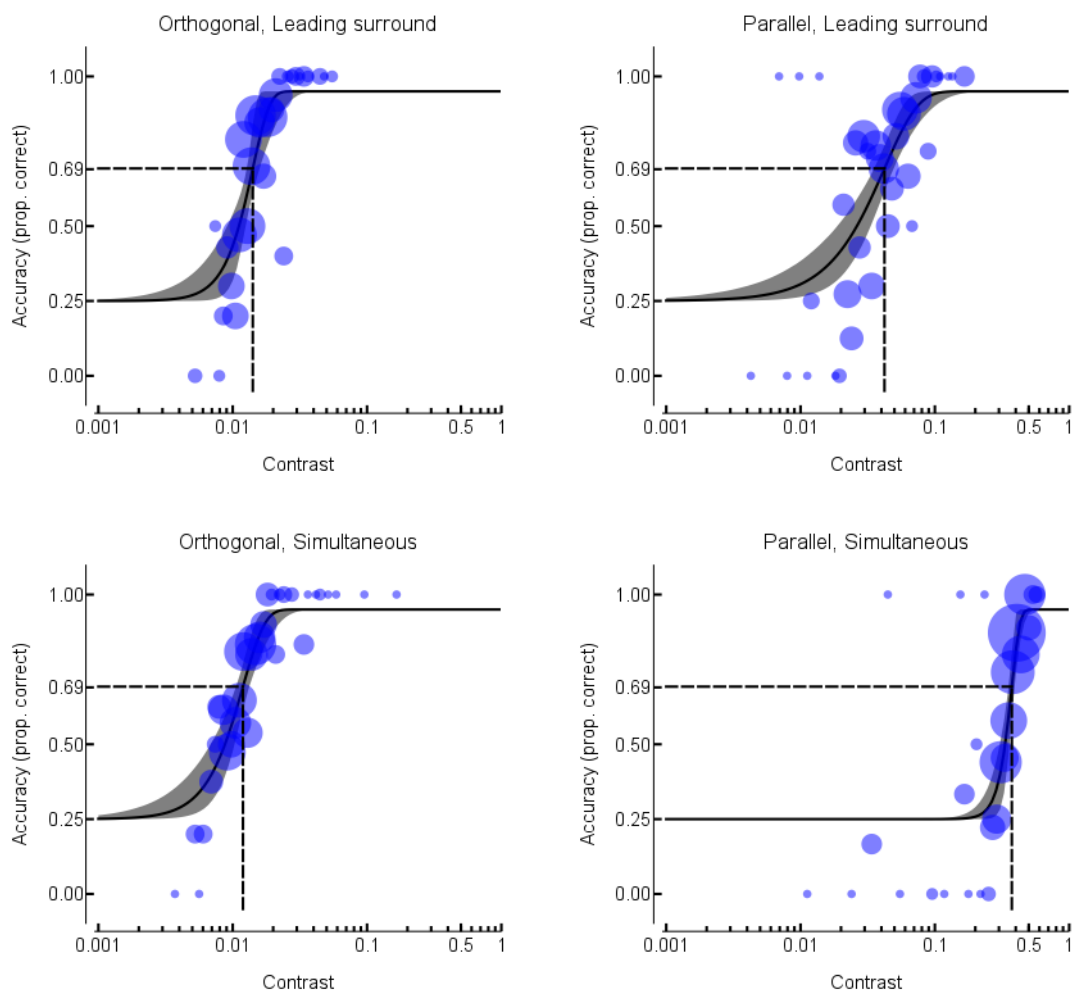 Orthogonal, Leading surround
Parallel, Leading surround
Accuracy (prop. correct)
1.00
0.69
0.50
0.25
0.00
0.001 0.01 0.1 0.5 1
Contrast
Accuracy (prop. correct)
1.00
0.69
0.50
0.25
0.00
0.001 0.01 0.1 0.5 1
Contrast
Orthogonal, Simultaneous
Parallel, Simultaneous
Accuracy (prop. correct)
1.00
0.69
0.50
0.25
0.00
0.001 0.01 0.1 0.5 1
Contrast
Accuracy (prop. correct)
1.00
0.69
0.50
0.25
0.00
0.001 0.01 0.1 0.5 1
Contrast